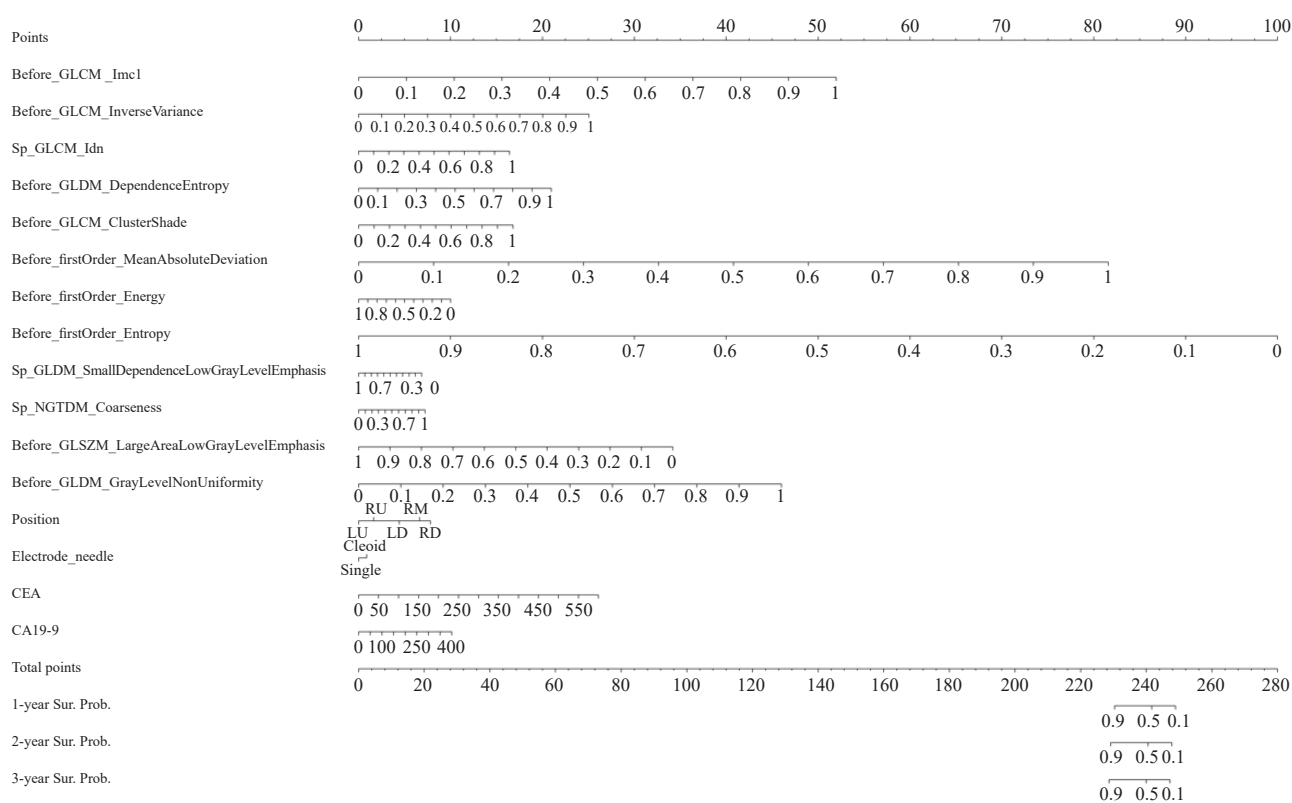 Points 0 10 20 30 40 50 60 70 80 90 100
Before_GLCM _Imc1
0 0.1 0.2 0.3 0.4 0.5 0.6 0.7 0.8 0.9 1
Before_GLCM_InverseVariance
0 0.1 0.2 0.3 0.4 0.5 0.6 0.7 0.8 0.9 1
Sp_GLCM_Idn
0 0.2 0.4 0.6 0.8 1
Before_GLDM_DependenceEntropy
0 0.1 0.3 0.5 0.7 0.9 1
Before_GLCM_ClusterShade
0 0.2 0.4 0.6 0.8 1
Before_firstOrder_MeanAbsoluteDeviation
0 0.1 0.2 0.3 0.4 0.5 0.6 0.7 0.8 0.9 1
Before_firstOrder_Energy
1 0.8 0.5 0.2 0
Before_firstOrder_Entropy
1 0.9 0.8 0.7 0.6 0.5 0.4 0.3 0.2 0.1 0
Sp_GLDM_SmallDependenceLowGrayLevelEmphasis
1 0.7 0.3 0
Sp_NGTDM_Coarseness
0 0.3 0.7 1
Before_GLSZM_LargeAreaLowGrayLevelEmphasis
1 0.9 0.8 0.7 0.6 0.5 0.4 0.3 0.2 0.1 0
Before_GLDM_GrayLevelNonUniformity
0 0.1 0.2 0.3 0.4 0.5 0.6 0.7 0.8 0.9 1
RU RM
Position
LU LD RD
Cleoid
Electrode_needle
Single
CEA
0 50 150 250 350 450 550
CA19-9
0 100 250 400
Total points
0 20 40 60 80 100 120 140 160 180 200 220 240 260 280
1-year Sur. Prob.
0.9 0.5 0.1
2-year Sur. Prob.
0.9 0.5 0.1
3-year Sur. Prob.
0.9 0.5 0.1